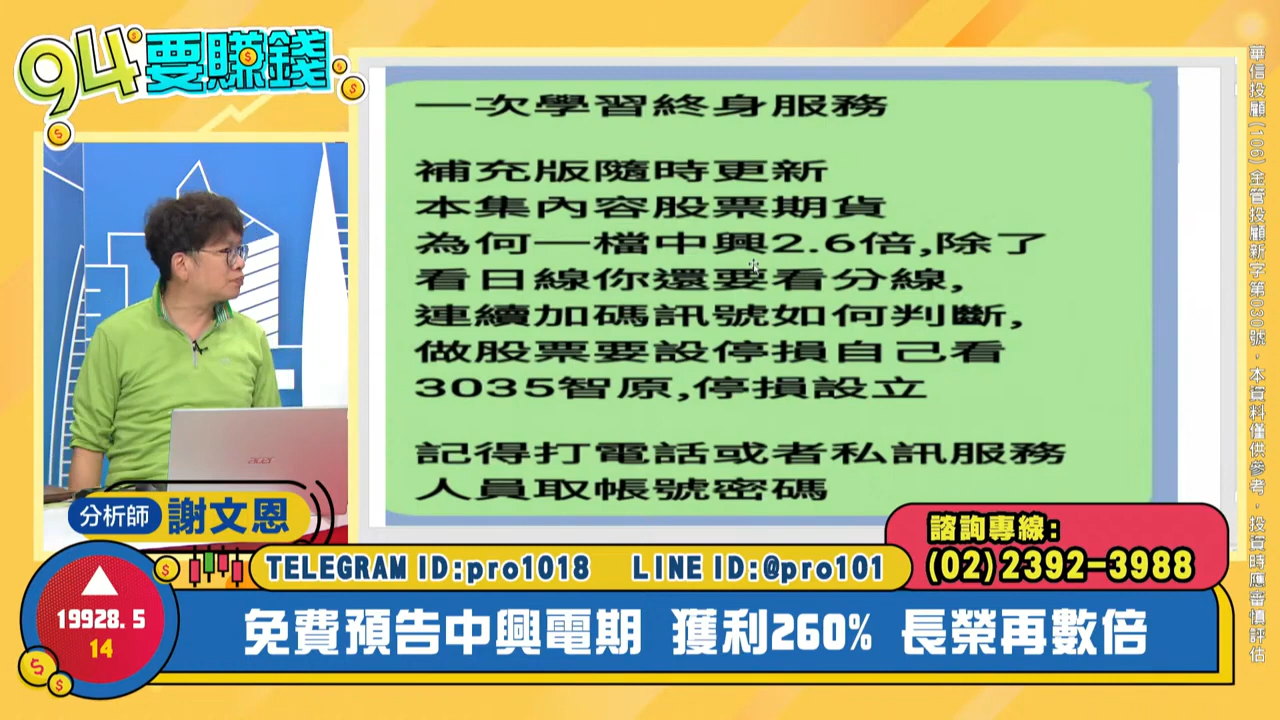 94要賺錢
一次學習終身服務
補充版隨時更新
本集內容股票期貨
為何一檔中興2.6倍,除了
看日線你還要看分線,
連續加碼訊號如何判斷,
做股票要設停損自己看
3035智原,停損設立
記得打電話或者私訊服務
人員取帳號密碼
華信投顧(106)金管投顧新字第030號，本資料僅供參考，投資時應審慎評估
acer
分析師 謝文恩
諮詢專線:
(02)2392-3988
TELEGRAM ID:pro1018 LINE ID:@pro101
19928.5
14
免費預告中興電期 獲利260% 長榮再數倍